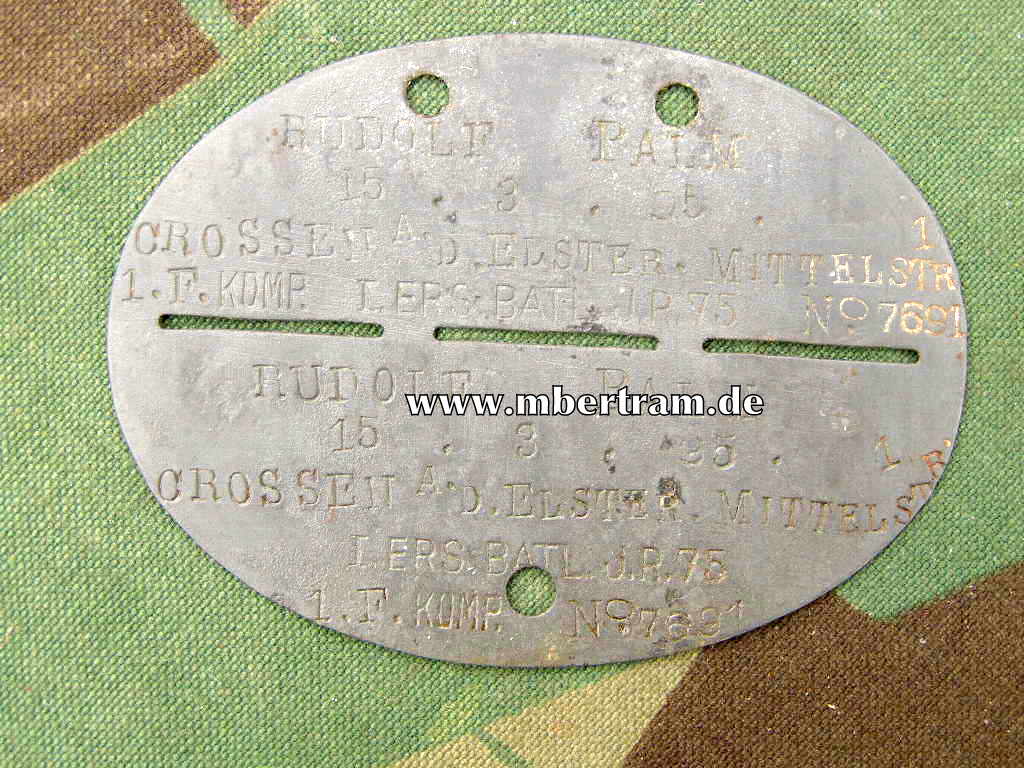 RUDOLF PALM
15 . 3 . 95 .
CROSSEN A. D. ELSTER. MITTELSTR 1
1. F. KOMP. I. ERS. BATL. J.R. 75 No 7691
RUDOLF PALM
www.mbertram.de
15 . 3 . 95 .
CROSSEN A. D. ELSTER. MITTELSTR. 1.
I. ERS. BATL. J.R. 75
1. F. KOMP. No 7691